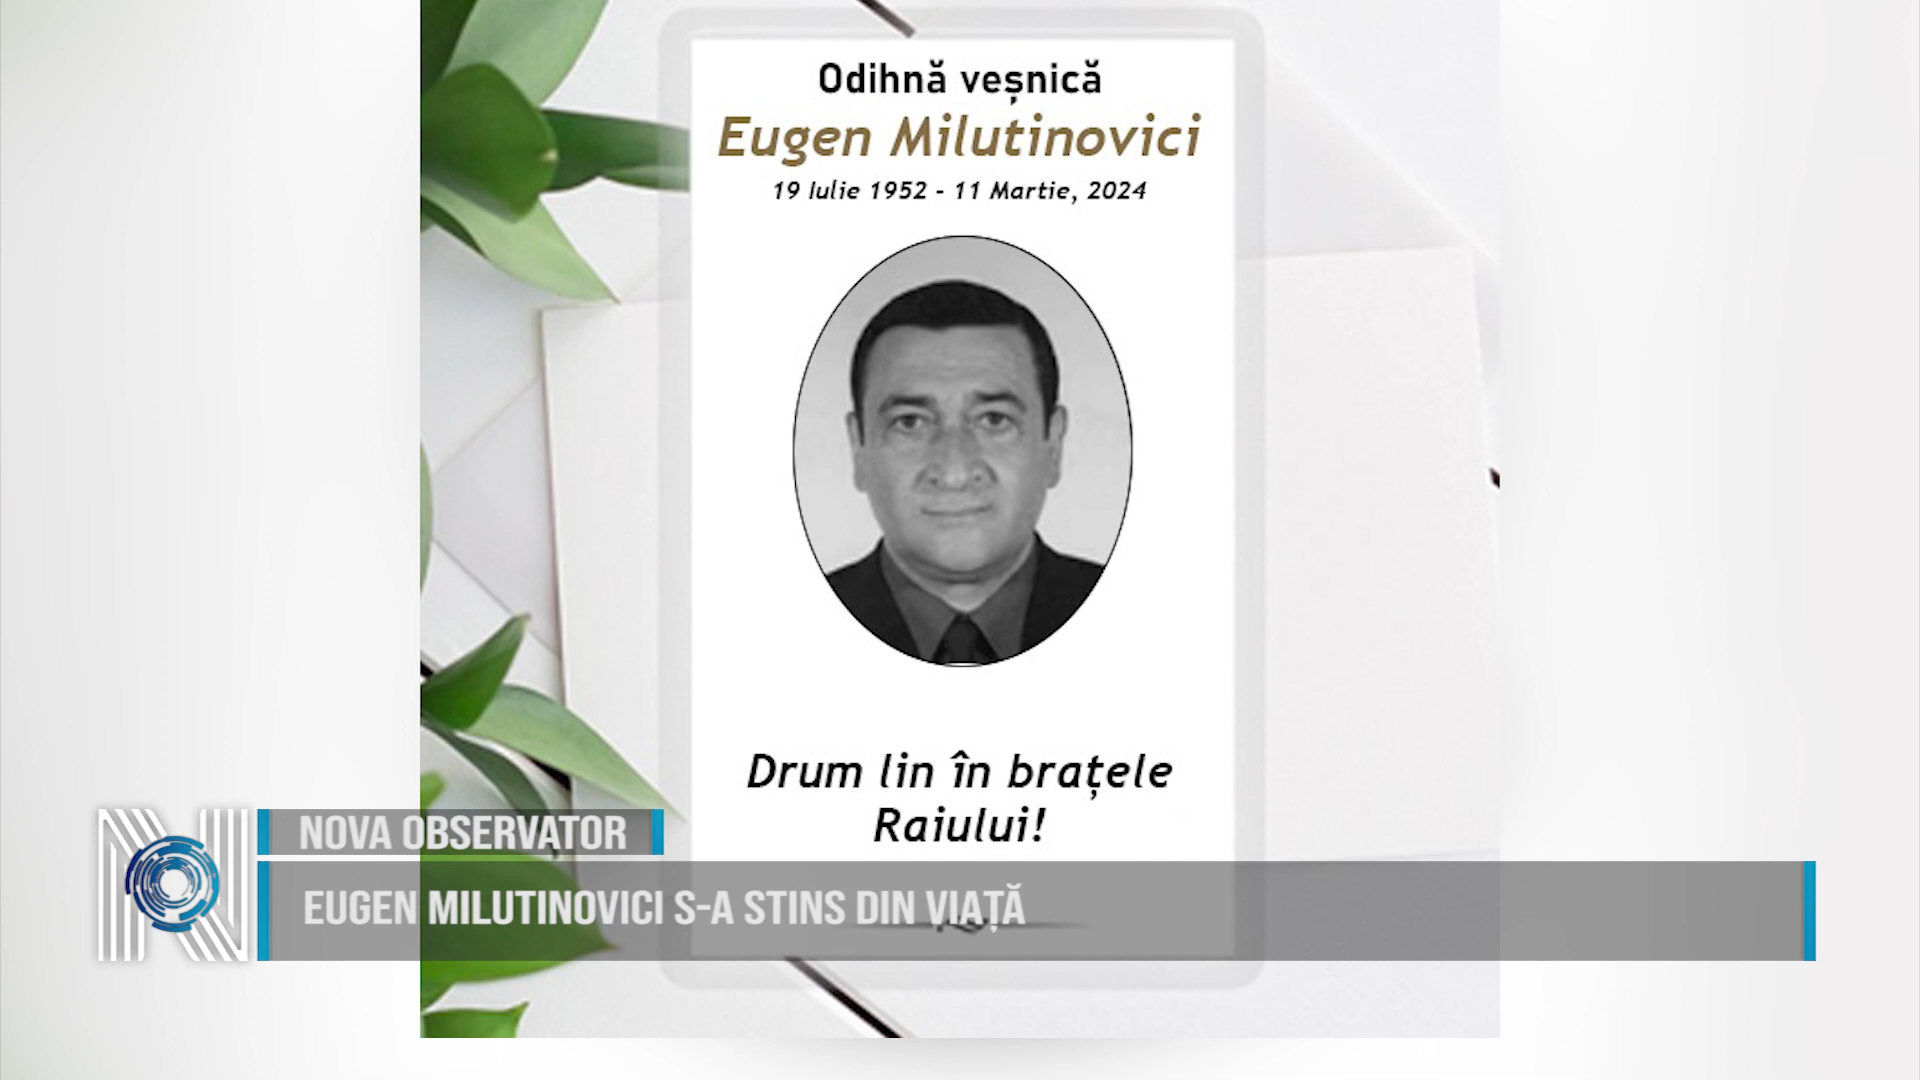 Odihnă veșnică
Eugen Milutinovici
19 Iulie 1952 - 11 Martie, 2024
Drum lin în brațele
Raiului!
NOVA OBSERVATOR
EUGEN MILUTINOVICI S-A STINS DIN VIAȚĂ